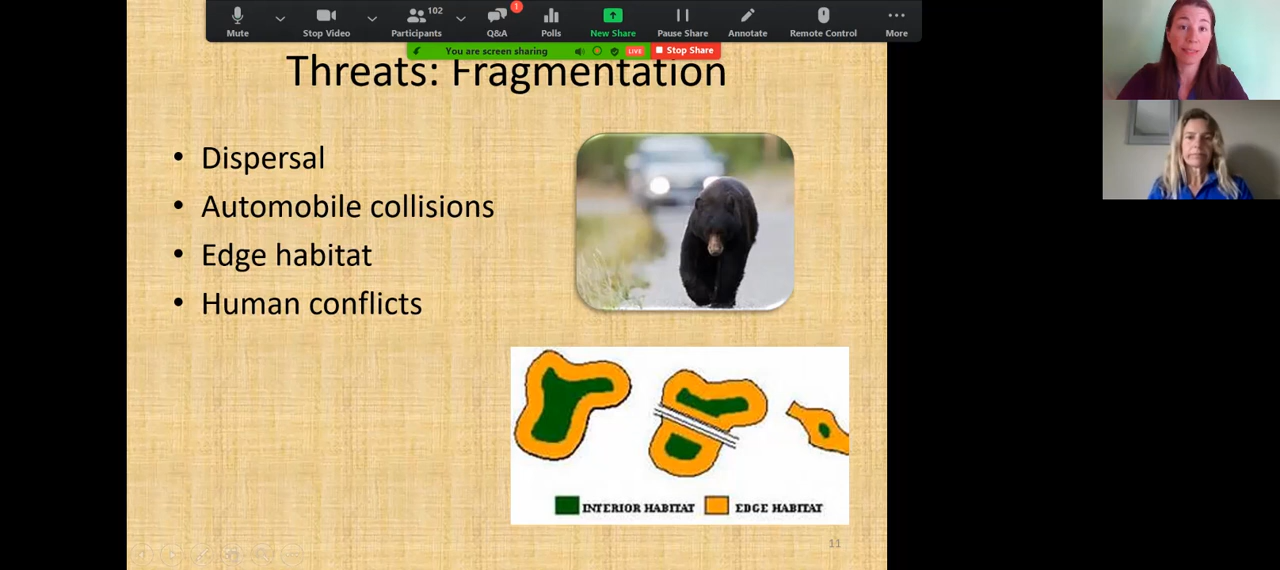 102
1
Mute
Stop Video
Participants
Q&A
Polls
New Share
Pause Share
Annotate
Remote Control
More
You are screen sharing
LIVE
Stop Share
Threats: Fragmentation
• Dispersal
• Automobile collisions
• Edge habitat
• Human conflicts
INTERIOR HABITAT
EDGE HABITAT
11